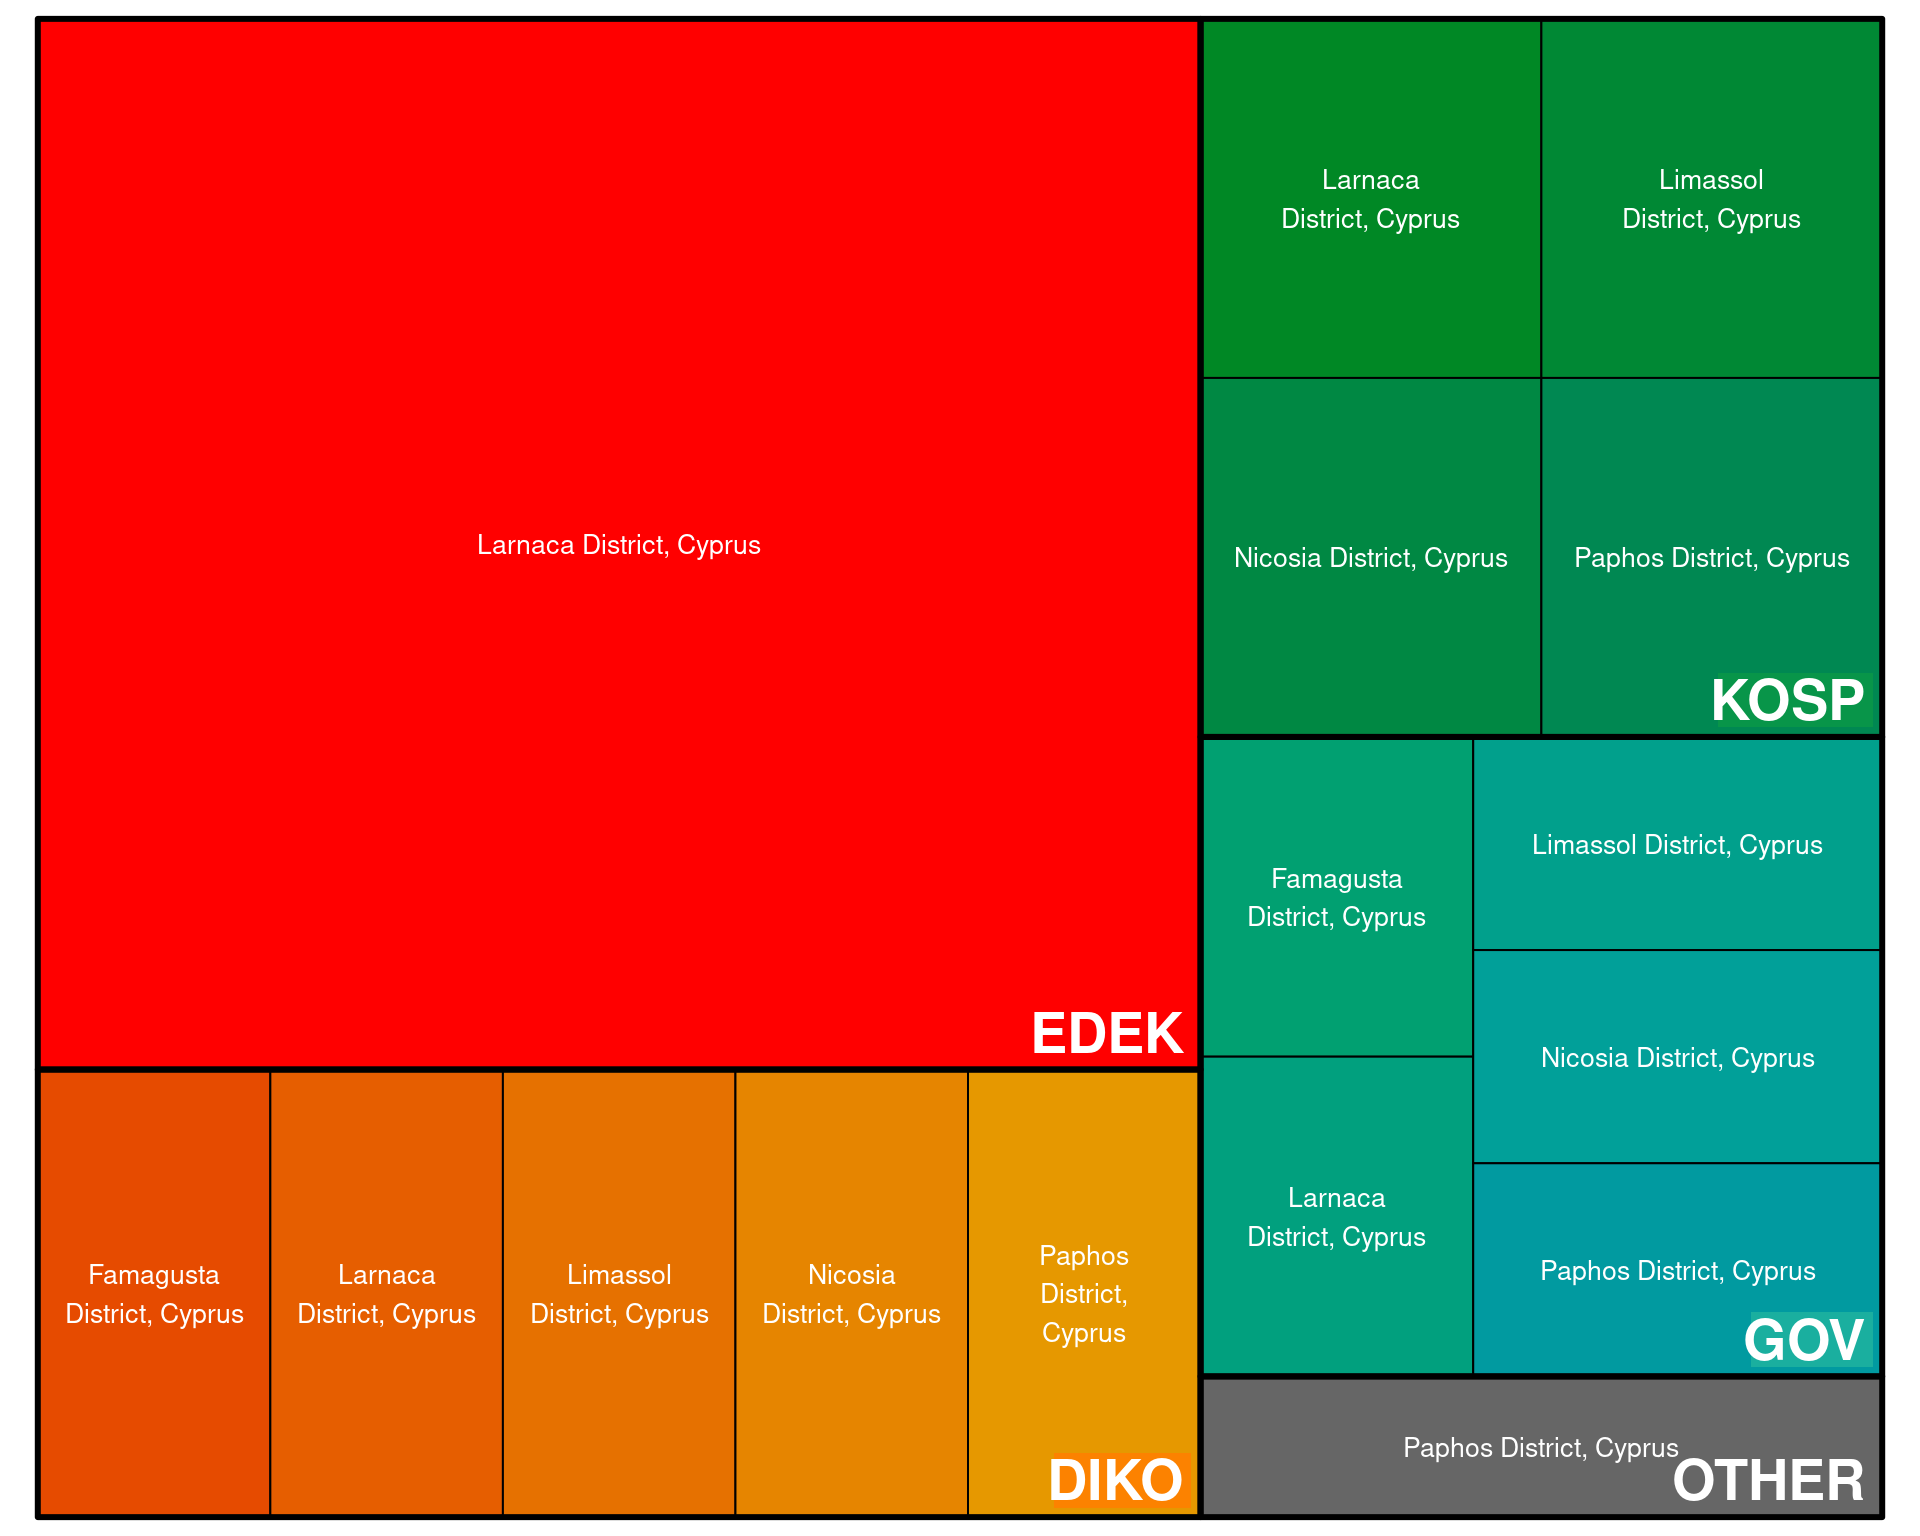 Larnaca District, Cyprus
EDEK
Famagusta
District, Cyprus
Larnaca
District, Cyprus
Limassol
District, Cyprus
Nicosia
District, Cyprus
Paphos
District,
Cyprus
DIKO
Larnaca
District, Cyprus
Limassol
District, Cyprus
Nicosia District, Cyprus
Paphos District, Cyprus
KOSP
Famagusta
District, Cyprus
Larnaca
District, Cyprus
Limassol District, Cyprus
Nicosia District, Cyprus
Paphos District, Cyprus
GOV
Paphos District, Cyprus
OTHER